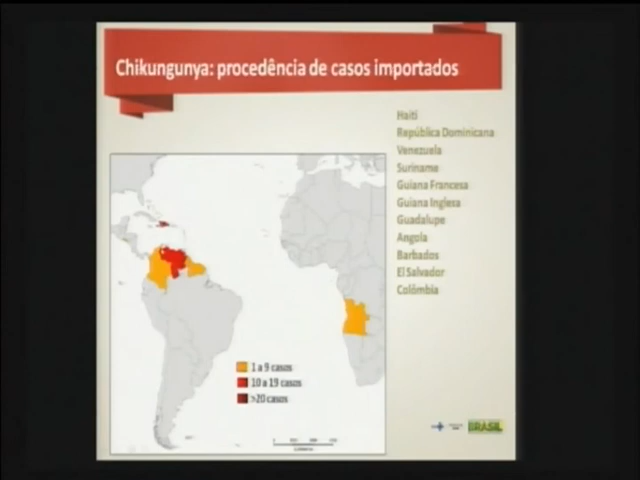 Chikungunya: procedência de casos importados
Haiti
República Dominicana
Venezuela
Suriname
Guiana Francesa
Guiana Inglesa
Guadalupe
Angola
Barbados
El Salvador
Colômbia
1 a 9 casos
10 a 19 casos
>20 casos
BRASIL